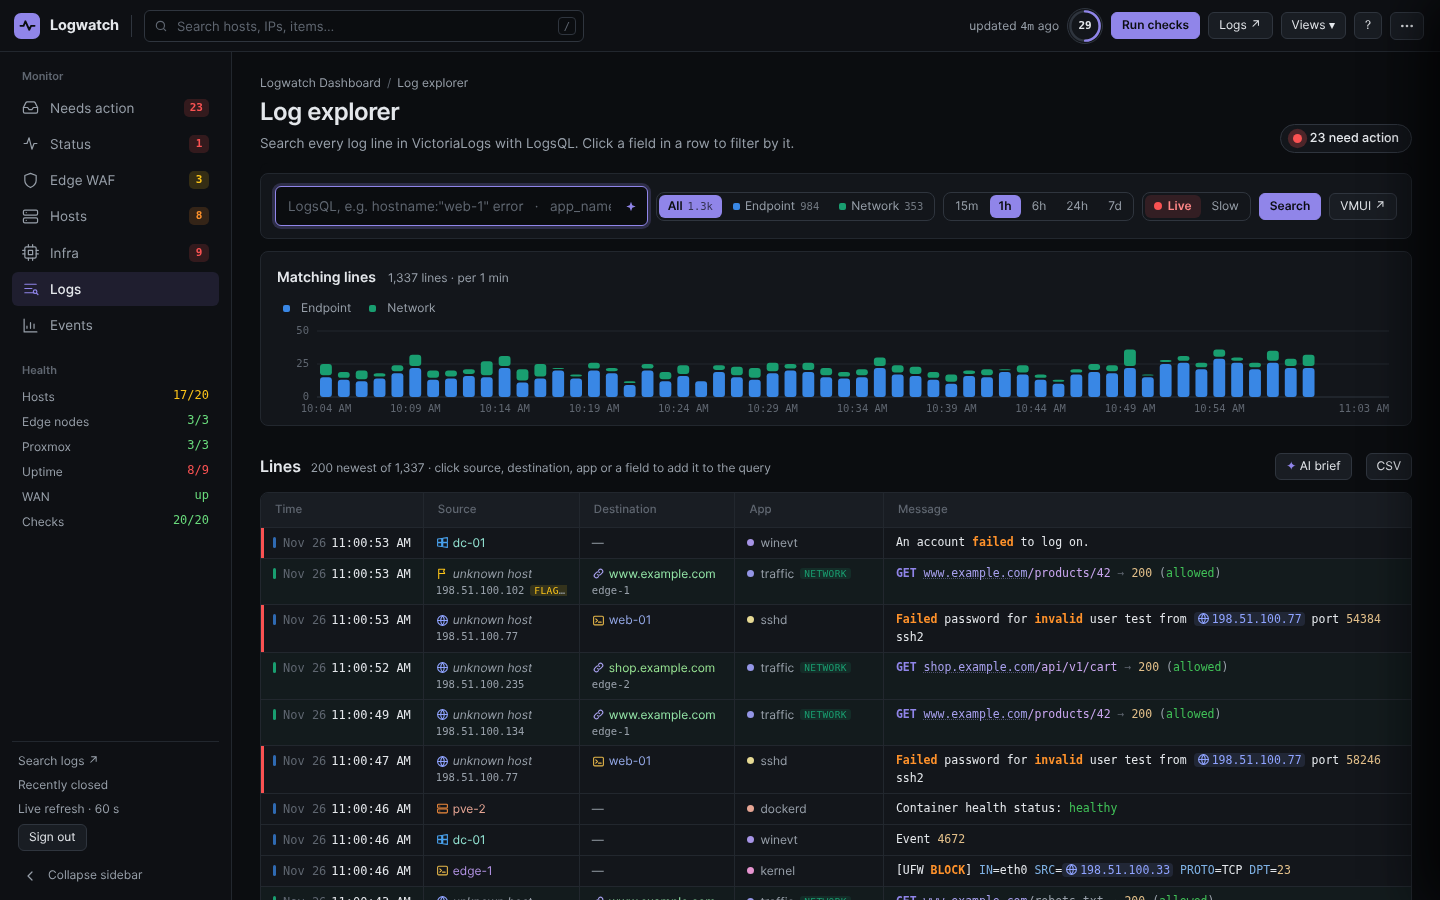 Logwatch
Search hosts, IPs, items...
/
updated 4m ago
29
Run checks
Logs ↗
Views ▾
?
···
Monitor
Needs action 23
Status 1
Edge WAF 3
Hosts 8
Infra 9
Logs
Events
Health
Hosts 17/20
Edge nodes 3/3
Proxmox 3/3
Uptime 8/9
WAN up
Checks 20/20
Search logs ↗
Recently closed
Live refresh · 60 s
Sign out
Collapse sidebar
Logwatch Dashboard / Log explorer
Log explorer
Search every log line in VictoriaLogs with LogsQL. Click a field in a row to filter by it.
23 need action
LogsQL, e.g. hostname:"web-1" error · app_name
All 1.3k Endpoint 984 Network 353
15m 1h 6h 24h 7d
Live Slow
Search
VMUI ↗
Matching lines 1,337 lines · per 1 min
Endpoint Network
50
25
0
10:04 AM 10:09 AM 10:14 AM 10:19 AM 10:24 AM 10:29 AM 10:34 AM 10:39 AM 10:44 AM 10:49 AM 10:54 AM 11:03 AM
Lines 200 newest of 1,337 · click source, destination, app or a field to add it to the query
✦ AI brief
CSV
Time Source Destination App Message
Nov 26 11:00:53 AM dc-01 — winevt An account failed to log on.
Nov 26 11:00:53 AM unknown host www.example.com traffic NETWORK GET www.example.com/products/42 → 200 (allowed)
198.51.100.102 FLAG… edge-1
Nov 26 11:00:53 AM unknown host web-01 sshd Failed password for invalid user test from 198.51.100.77 port 54384
198.51.100.77 ssh2
Nov 26 11:00:52 AM unknown host shop.example.com traffic NETWORK GET shop.example.com/api/v1/cart → 200 (allowed)
198.51.100.235 edge-2
Nov 26 11:00:49 AM unknown host www.example.com traffic NETWORK GET www.example.com/products/42 → 200 (allowed)
198.51.100.134 edge-1
Nov 26 11:00:47 AM unknown host web-01 sshd Failed password for invalid user test from 198.51.100.77 port 58246
198.51.100.77 ssh2
Nov 26 11:00:46 AM pve-2 — dockerd Container health status: healthy
Nov 26 11:00:46 AM dc-01 — winevt Event 4672
Nov 26 11:00:46 AM edge-1 — kernel [UFW BLOCK] IN=eth0 SRC=198.51.100.33 PROTO=TCP DPT=23